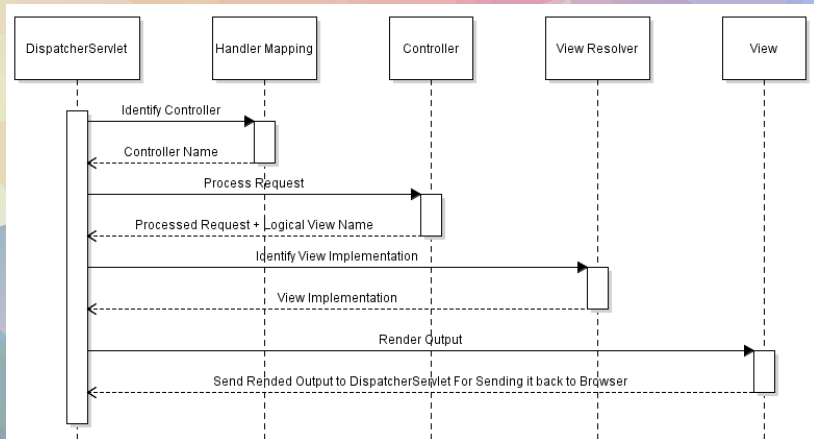 DispatcherServlet
Handler Mapping
Controller
View Resolver
View
Identify Controller
Controller Name
Process Request
Processed Request + Logical View Name
Identify View Implementation
View Implementation
Render Output
Send Rended Output to DispatcherServlet For Sending it back to Browser